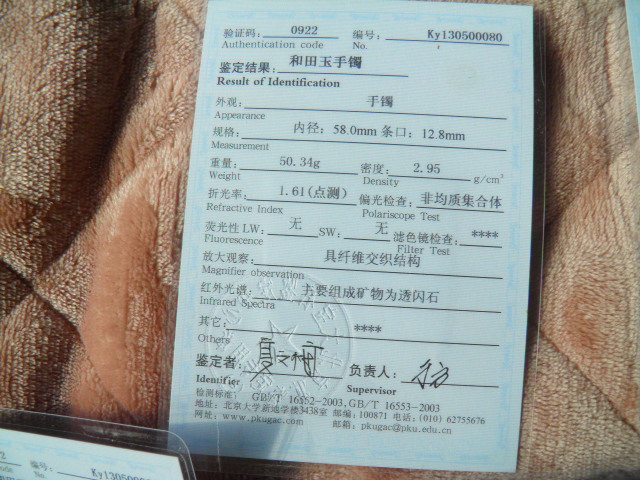 验证码: 0922 编号: Ky130500080
Authentication code No.
鉴定结果: 和田玉手镯
Result of Identification
外观: 手镯
Appearance
规格: 内径: 58.0mm 条口: 12.8mm
Measurement
重量: 50.34g 密度: 2.95 g/cm³
Weight Density
折光率: 1.61(点测) 偏光检查: 非均质集合体
Refractive Index Polariscope Test
荧光性 LW: 无 SW: 无 滤色镜检查: ****
Fluorescence Filter Test
放大观察: 具纤维交织结构
Magnifier observation
红外光谱: 主要组成矿物为透闪石
Infrared Spectra
其它: ****
Others
鉴定者: 负责人:
Identifier Supervisor
检测标准: GB/T 16552-2003,GB/T 16553-2003
地址: 北京大学新地学楼3438室 邮编: 100871 电话: (010) 62755676
网址: www.pkugac.com 邮箱: pkugac@pku.edu.cn
编号: Ky1305000
No.